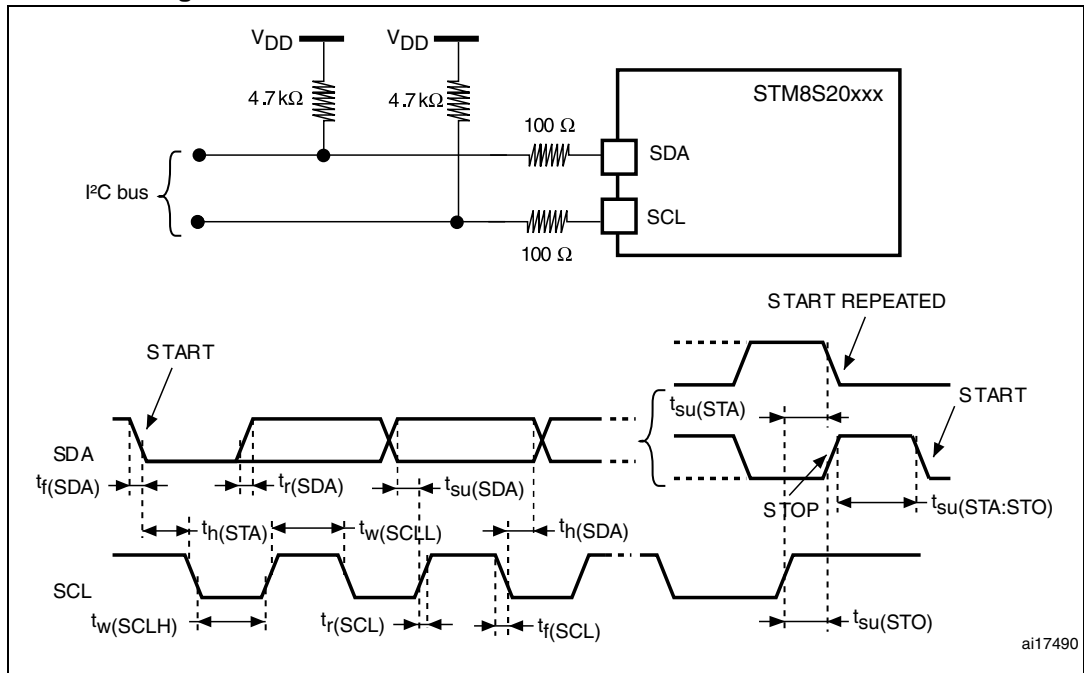 VDD VDD
4.7kΩ 4.7kΩ
STM8S20xxx
100 Ω
SDA
I²C bus
SCL
100 Ω
START REPEATED
START
tsu(STA)
START
SDA
tf(SDA) tr(SDA) tsu(SDA)
STOP
tsu(STA:STO)
th(STA) tw(SCLL) th(SDA)
SCL
tw(SCLH) tr(SCL) tf(SCL) tsu(STO)
ai17490